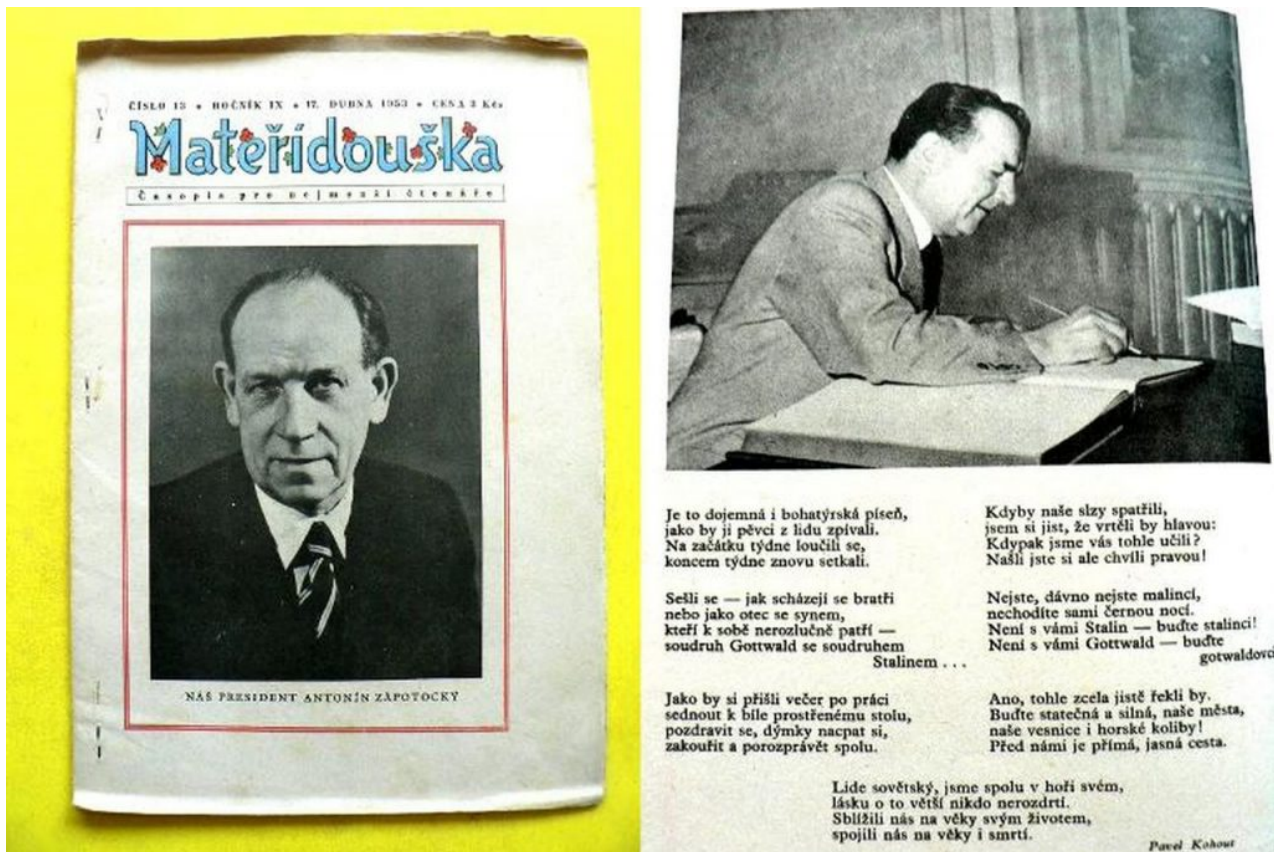 ČÍSLO 13 • ROČNÍK IX • 17. DUBNA 1953 • CENA 3 Kčs
Mateřídouška
Časopis pro nejmenší čtenáře
NÁŠ PRESIDENT ANTONÍN ZÁPOTOCKÝ
Je to dojemná i bohatýrská píseň,
jako by ji pěvci z lidu zpívali.
Na začátku týdne loučili se,
koncem týdne znovu setkali.
Sešli se — jak scházejí se bratři
nebo jako otec se synem,
kteří k sobě nerozlučně patří —
soudruh Gottwald se soudruhem
Stalinem . . .
Jako by si přišli večer po práci
sednout k bíle prostřenému stolu,
pozdravit se, dýmky nacpat si,
zakouřit a porozprávět spolu.
Kdyby naše slzy spatřili,
jsem si jist, že vrtěli by hlavou:
Kdypak jsme vás tohle učili?
Našli jste si ale chvíli pravou!
Nejste, dávno nejste malincí,
nechodíte sami černou nocí.
Není s vámi Stalin — buďte stalinci!
Není s vámi Gottwald — buďte
gotwaldovci
Ano, tohle zcela jistě řekli by.
Buďte statečná a silná, naše města,
naše vesnice i horské koliby!
Před námi je přímá, jasná cesta.
Lide sovětský, jsme spolu v hoři svém,
lásku o to větší nikdo nerozdrtí.
Sblížili nás na věky svým životem,
spojili nás na věky i smrtí.
Pavel Kohout